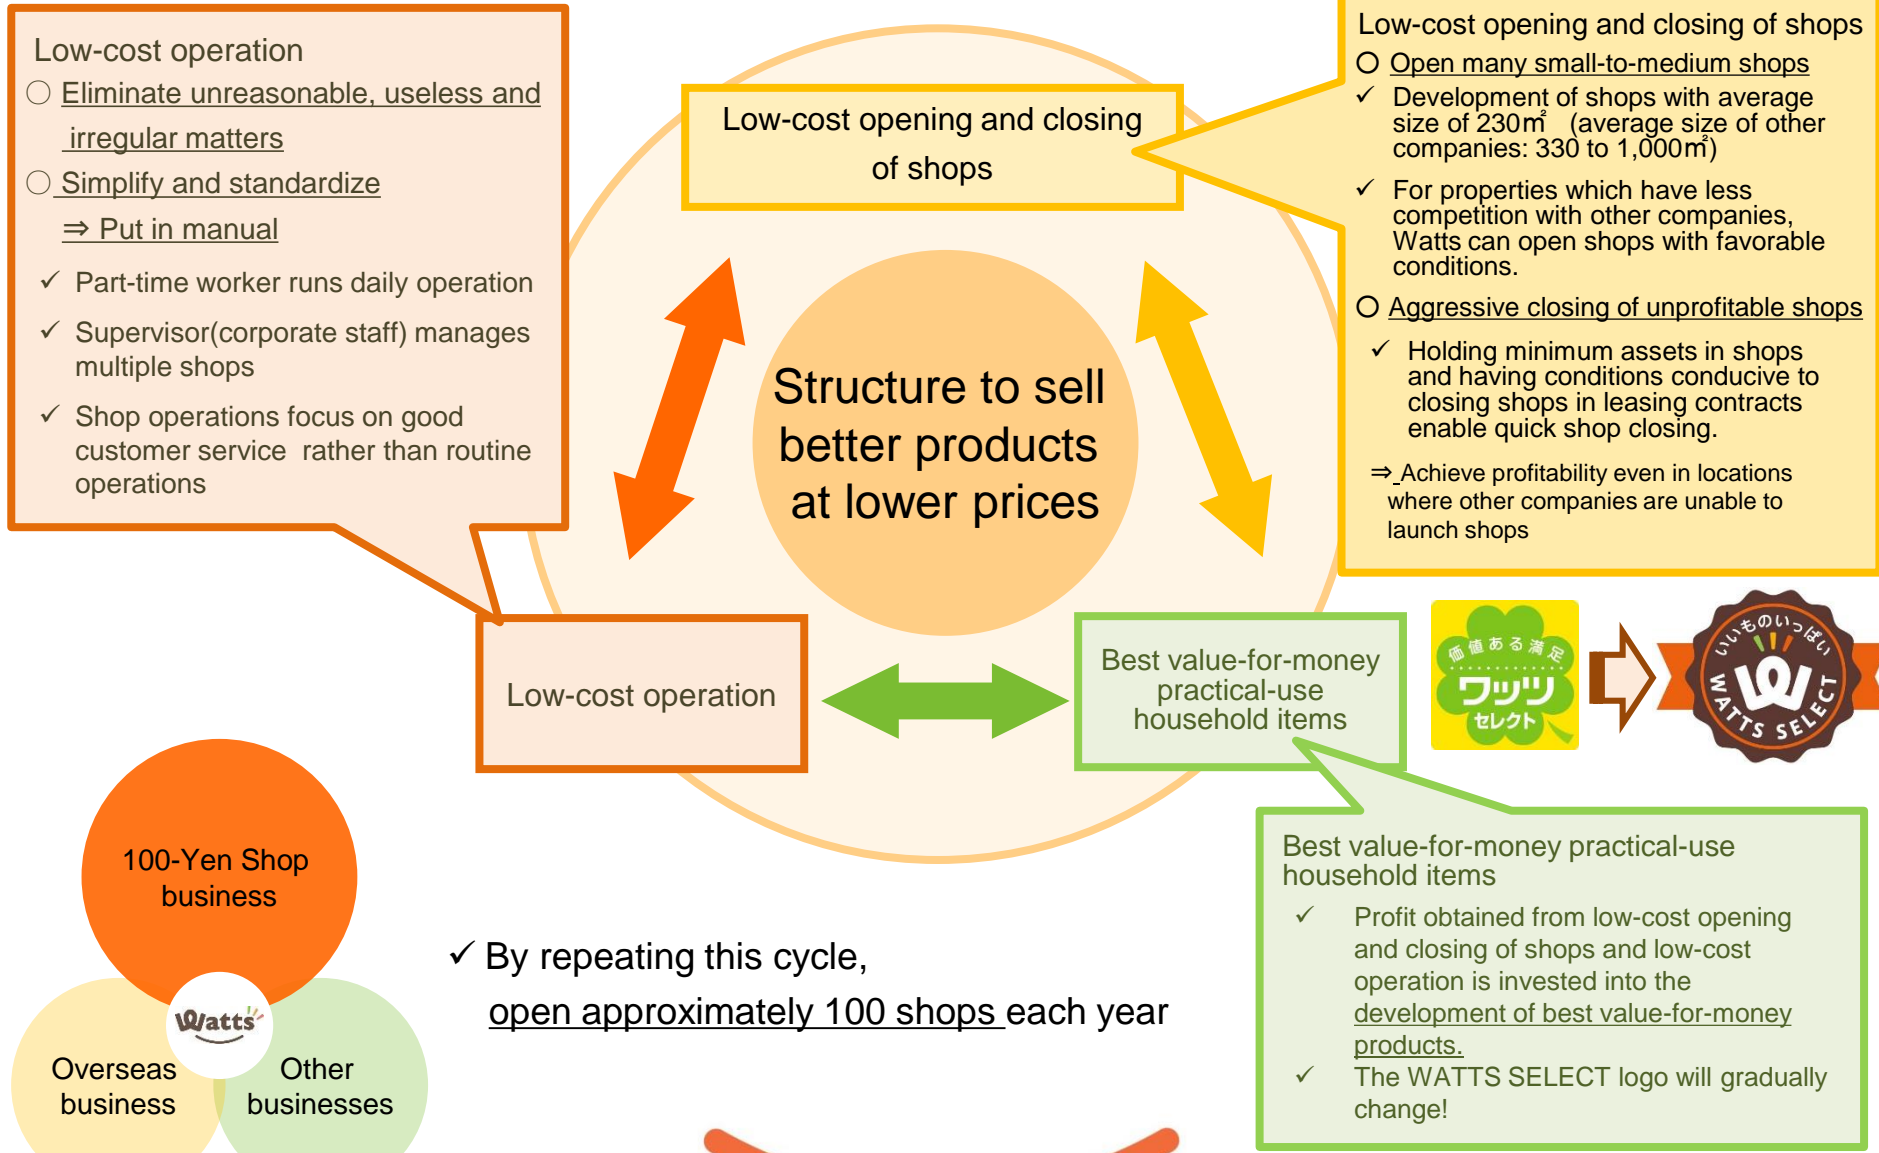 Low-cost operation
○ Eliminate unreasonable, useless and
irregular matters
○ Simplify and standardize
⇒ Put in manual
✓ Part-time worker runs daily operation
✓ Supervisor(corporate staff) manages
multiple shops
✓ Shop operations focus on good
customer service rather than routine
operations
Low-cost opening and closing
of shops
Low-cost opening and closing of shops
○ Open many small-to-medium shops
✓ Development of shops with average
size of 230㎡ (average size of other
companies: 330 to 1,000㎡)
✓ For properties which have less
competition with other companies,
Watts can open shops with favorable
conditions.
○ Aggressive closing of unprofitable shops
✓ Holding minimum assets in shops
and having conditions conducive to
closing shops in leasing contracts
enable quick shop closing.
⇒ Achieve profitability even in locations
where other companies are unable to
launch shops
Structure to sell
better products
at lower prices
Low-cost operation
Best value-for-money
practical-use
household items
価値ある満足
ワッツ
セレクト
いいものいっぱい
W
WATTS SELECT
Best value-for-money practical-use
household items
✓ Profit obtained from low-cost opening
and closing of shops and low-cost
operation is invested into the
development of best value-for-money
products.
✓ The WATTS SELECT logo will gradually
change!
100-Yen Shop
business
Watts
Overseas
business
Other
businesses
✓ By repeating this cycle,
open approximately 100 shops each year